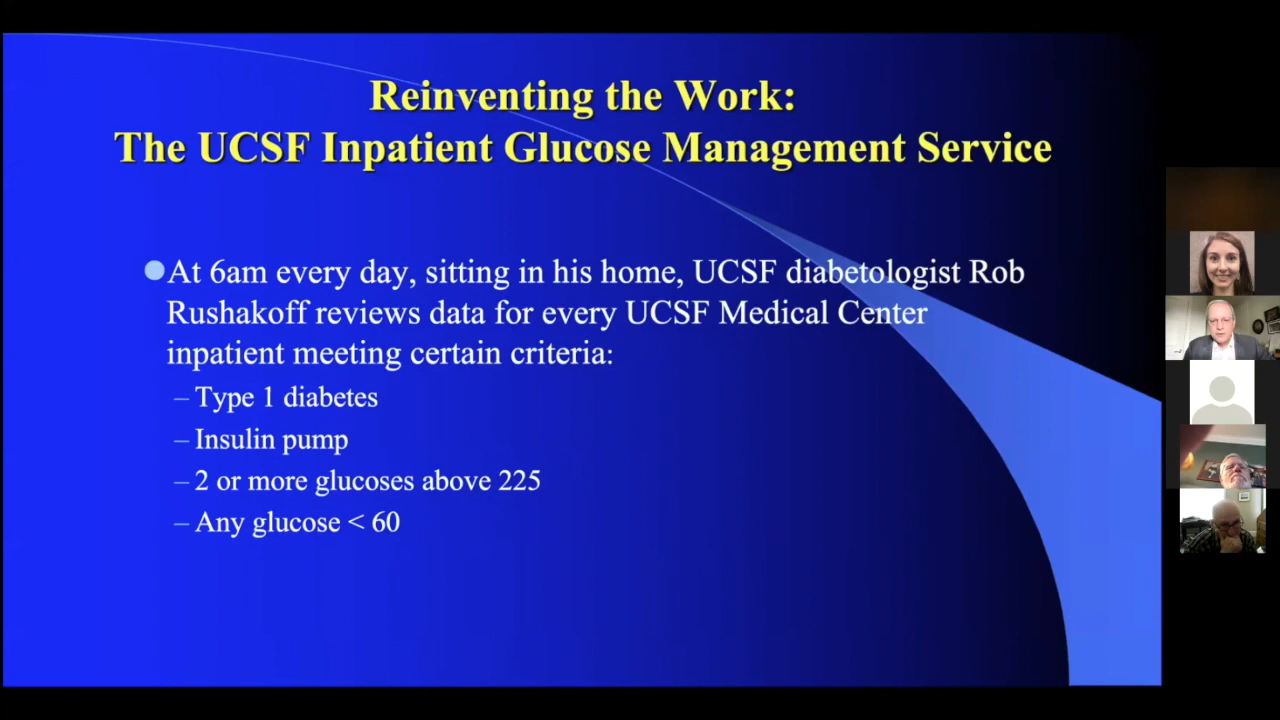 Reinventing the Work:
The UCSF Inpatient Glucose Management Service
At 6am every day, sitting in his home, UCSF diabetologist Rob
Rushakoff reviews data for every UCSF Medical Center
inpatient meeting certain criteria:
– Type 1 diabetes
– Insulin pump
– 2 or more glucoses above 225
– Any glucose < 60